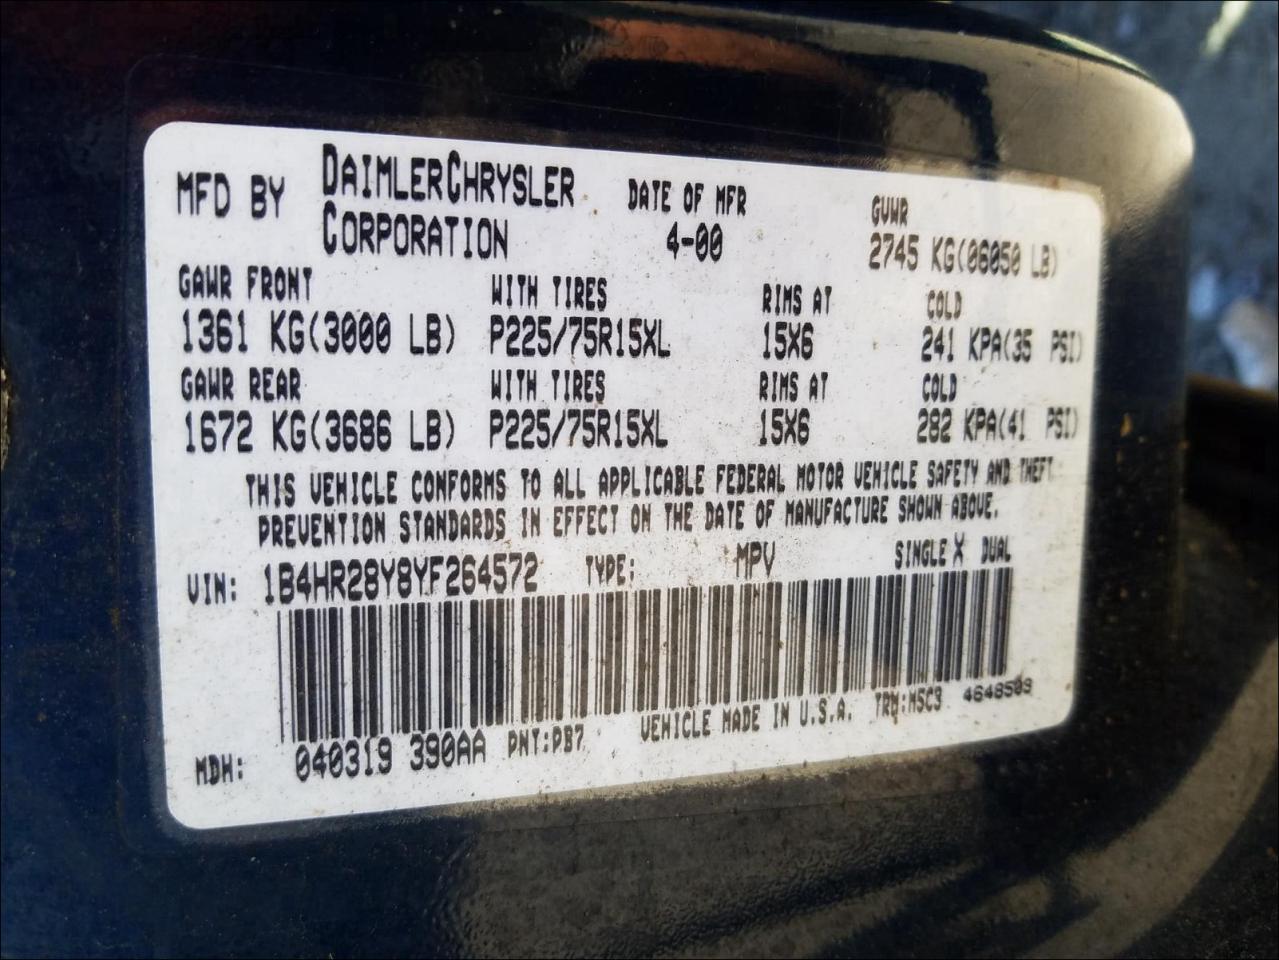 MFD BY DAIMLERCHRYSLER CORPORATION DATE OF MFR 4-00 GVWR 2745 KG(06050 LB)
GAWR FRONT WITH TIRES RIMS AT COLD
1361 KG(3000 LB) P225/75R15XL 15X6 241 KPA(35 PSI)
GAWR REAR WITH TIRES RIMS AT COLD
1672 KG(3686 LB) P225/75R15XL 15X6 282 KPA(41 PSI)
THIS VEHICLE CONFORMS TO ALL APPLICABLE FEDERAL MOTOR VEHICLE SAFETY AND THEFT
PREVENTION STANDARDS IN EFFECT ON THE DATE OF MANUFACTURE SHOWN ABOVE.
VIN: 1B4HR28Y8YF264572 TYPE: MPV SINGLE X DUAL
MDH: 040319 390AA PNT:PB7 VEHICLE MADE IN U.S.A. TRM:M5C3 4648503